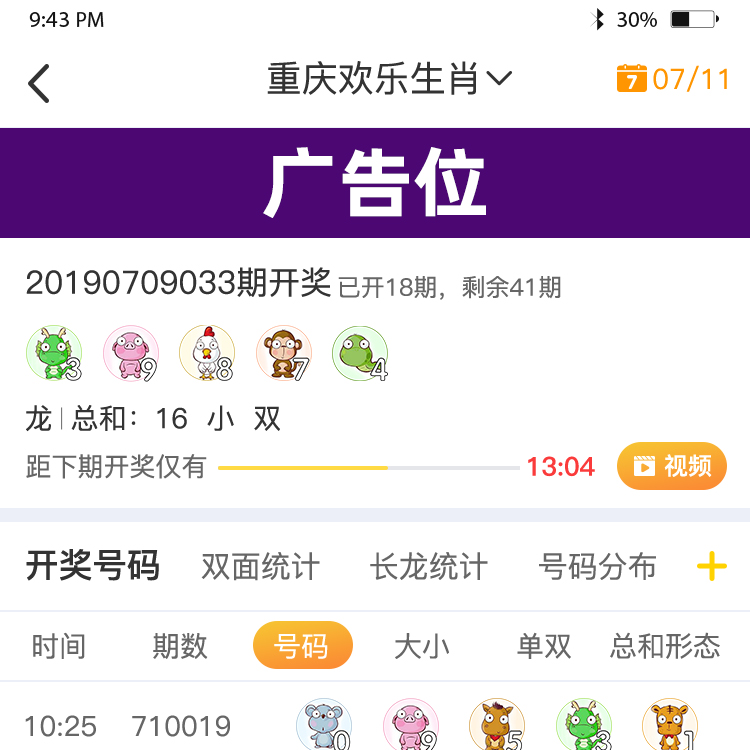 9:43 PM 30%
重庆欢乐生肖 7 07/11
广告位
20190709033期开奖 已开18期，剩余41期
3 9 8 7 4
龙 总和：16 小 双
距下期开奖仅有 13:04 视频
开奖号码 双面统计 长龙统计 号码分布 +
时间 期数 号码 大小 单双 总和形态
10:25 710019 0 9 5 3 1